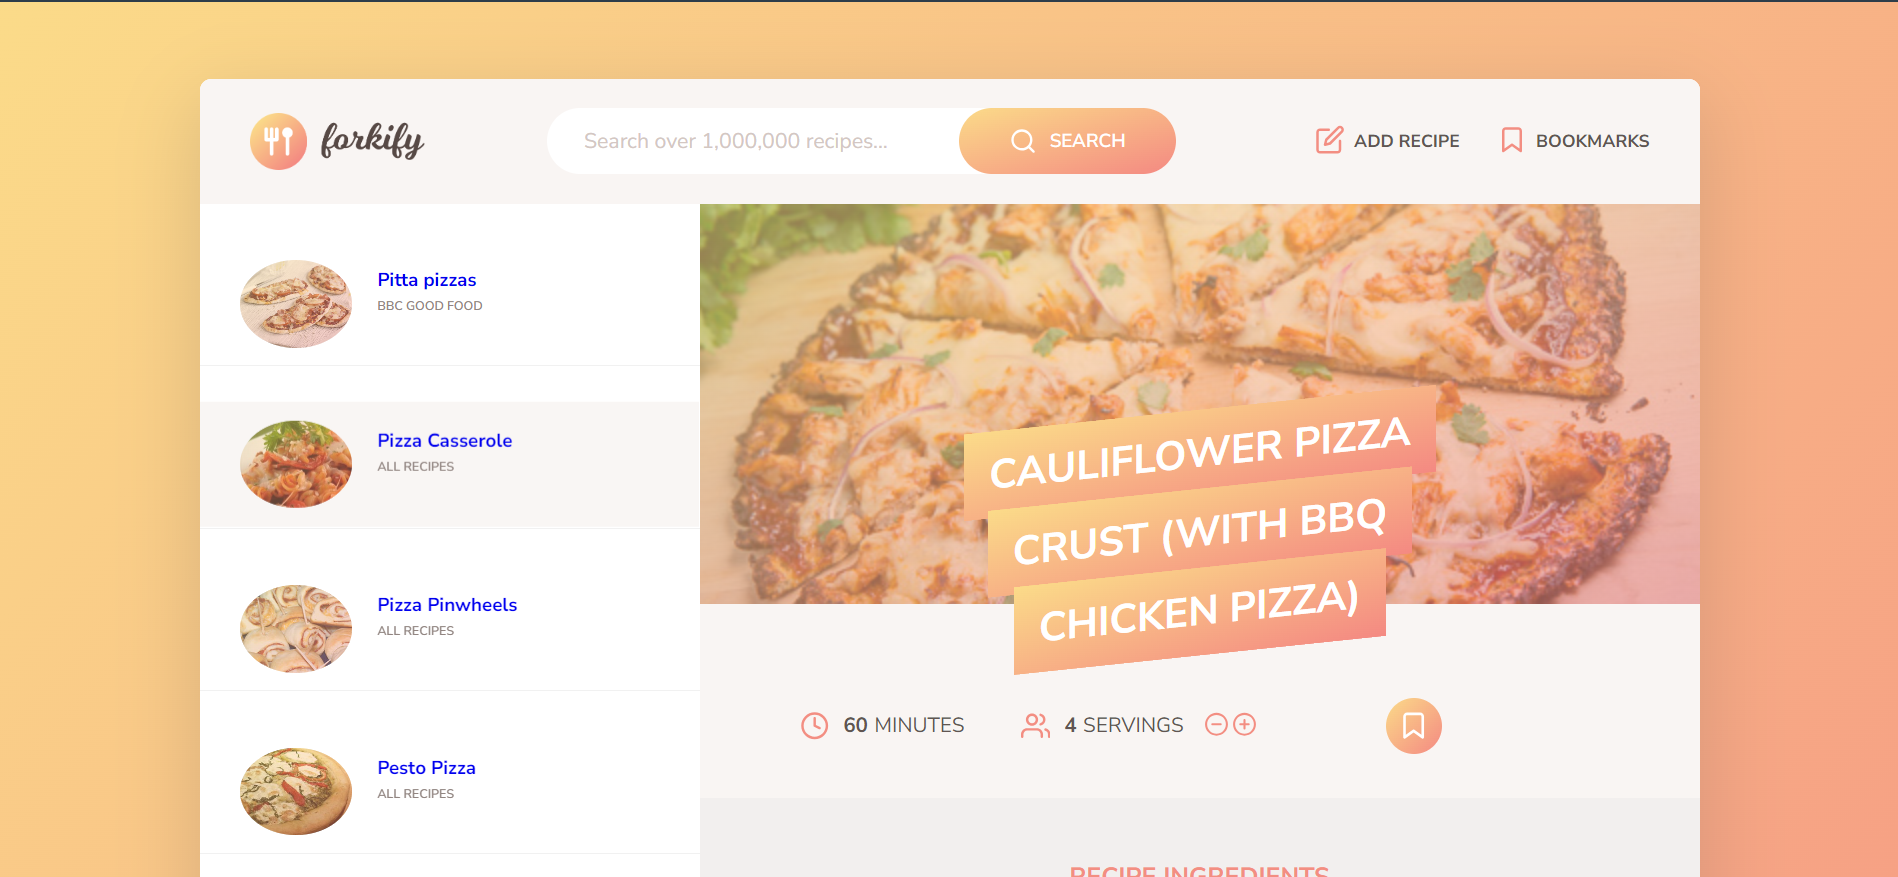 forkify
Search over 1,000,000 recipes...
SEARCH
ADD RECIPE
BOOKMARKS
Pitta pizzas
BBC GOOD FOOD
Pizza Casserole
ALL RECIPES
Pizza Pinwheels
ALL RECIPES
Pesto Pizza
ALL RECIPES
CAULIFLOWER PIZZA
CRUST (WITH BBQ
CHICKEN PIZZA)
60 MINUTES
4 SERVINGS
RECIPE INGREDIENTS